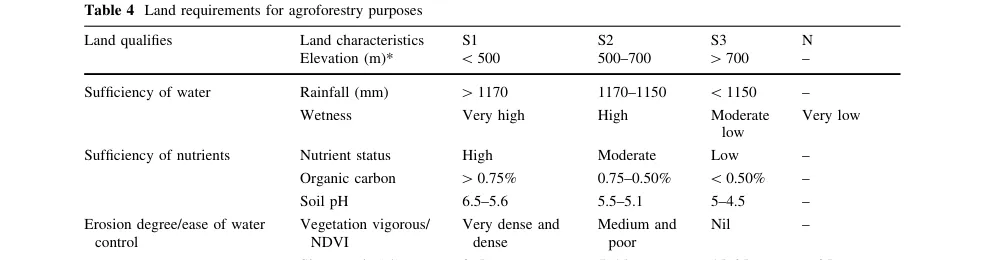 Table 4 Land requirements for agroforestry purposes
Land qualifies Land characteristics S1 S2 S3 N
Elevation (m)* < 500 500–700 > 700 –
Sufficiency of water Rainfall (mm) > 1170 1170–1150 < 1150 –
Wetness Very high High Moderate Very low
low
Sufficiency of nutrients Nutrient status High Moderate Low –
Organic carbon > 0.75% 0.75–0.50% < 0.50% –
Soil pH 6.5–5.6 5.5–5.1 5–4.5 –
Erosion degree/ease of water Vegetation vigorous/ Very dense and Medium and Nil –
control NDVI dense poor